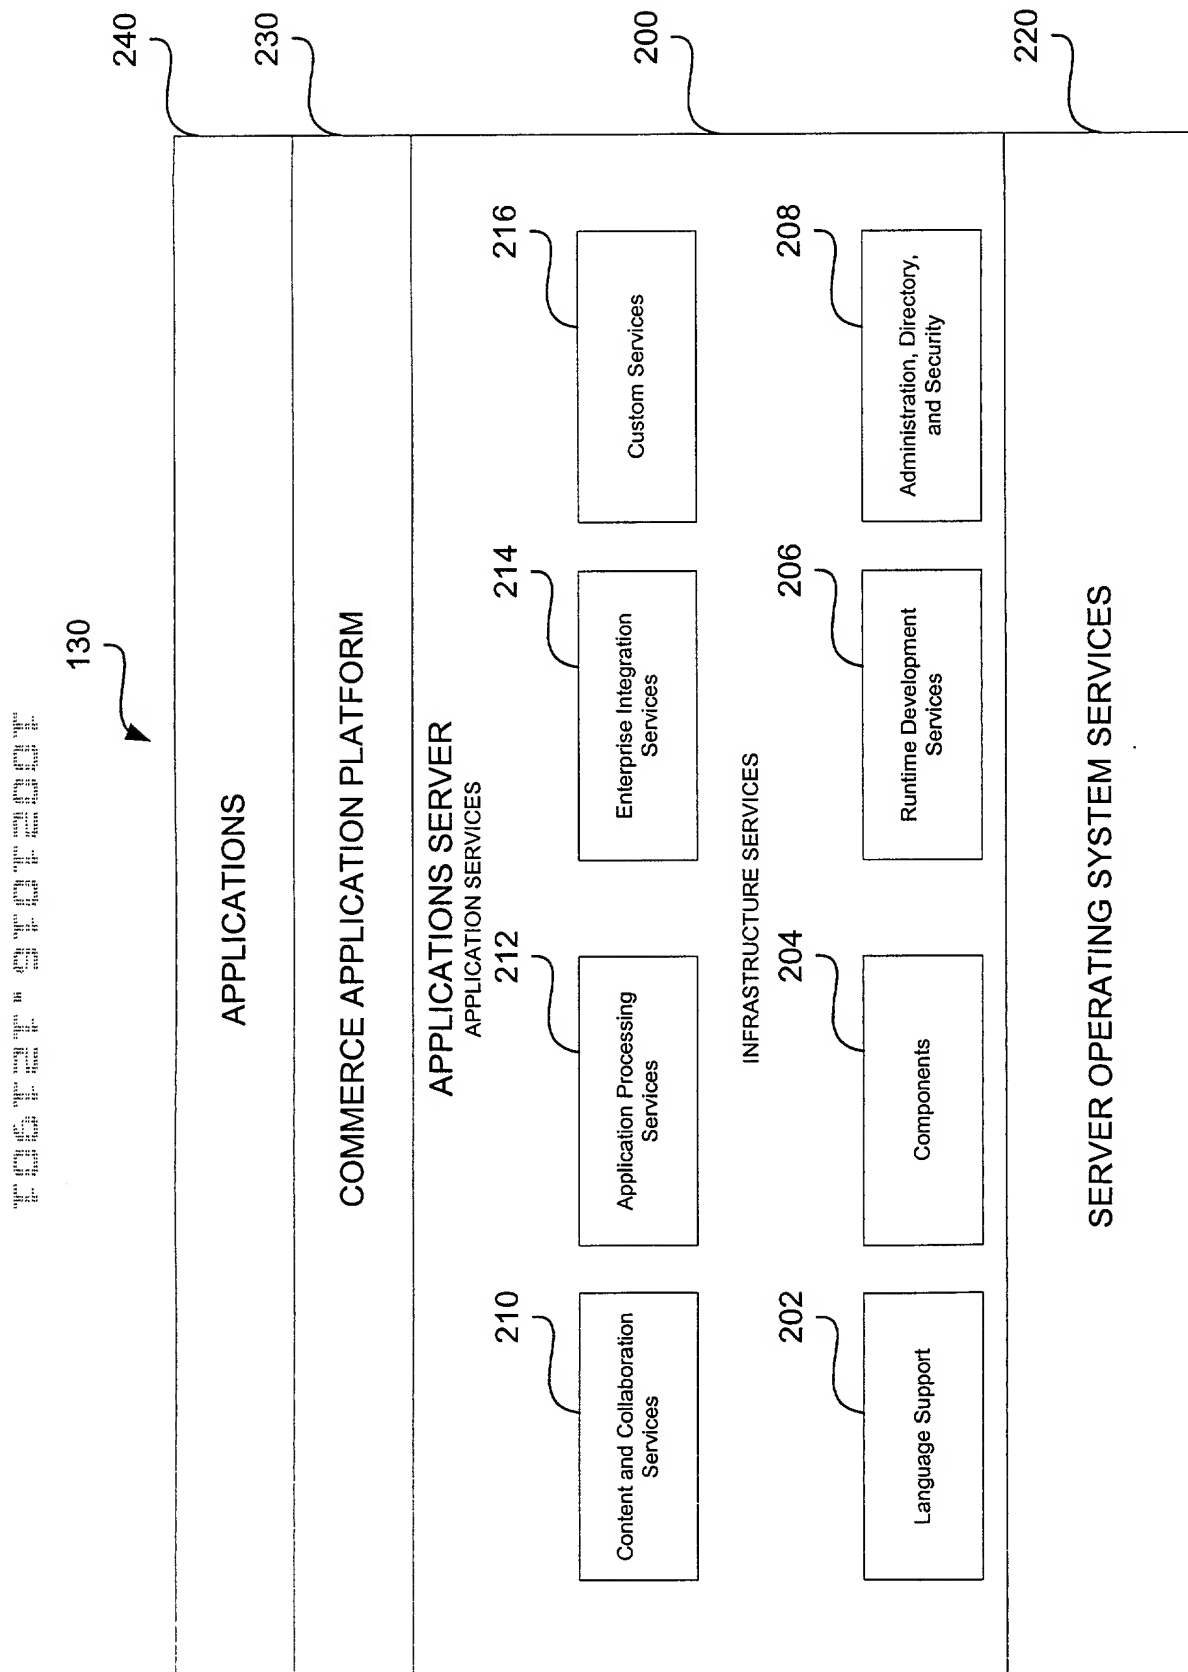 10021015.121901
130
240
APPLICATIONS
230
COMMERCE APPLICATION PLATFORM
200
APPLICATIONS SERVER
APPLICATION SERVICES
210
212
214
216
Content and Collaboration
Services
Application Processing
Services
Enterprise Integration
Services
Custom Services
INFRASTRUCTURE SERVICES
202
204
206
208
Language Support
Components
Runtime Development
Services
Administration, Directory,
and Security
220
SERVER OPERATING SYSTEM SERVICES